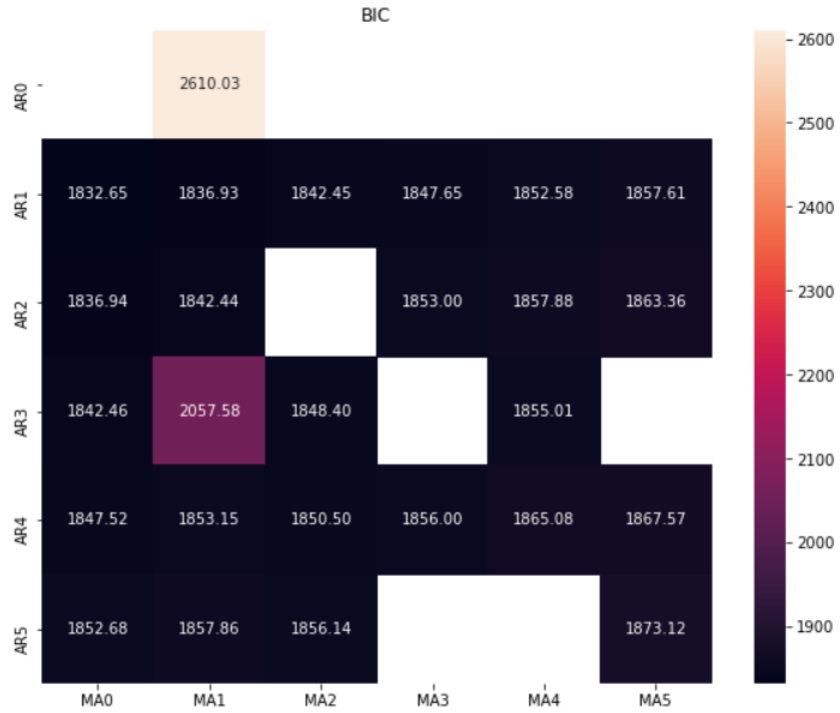 BIC
AR0 2610.03
AR1 1832.65 1836.93 1842.45 1847.65 1852.58 1857.61
AR2 1836.94 1842.44 1853.00 1857.88 1863.36
AR3 1842.46 2057.58 1848.40 1855.01
AR4 1847.52 1853.15 1850.50 1856.00 1865.08 1867.57
AR5 1852.68 1857.86 1856.14 1873.12
MA0 MA1 MA2 MA3 MA4 MA5
2600
2500
2400
2300
2200
2100
2000
1900